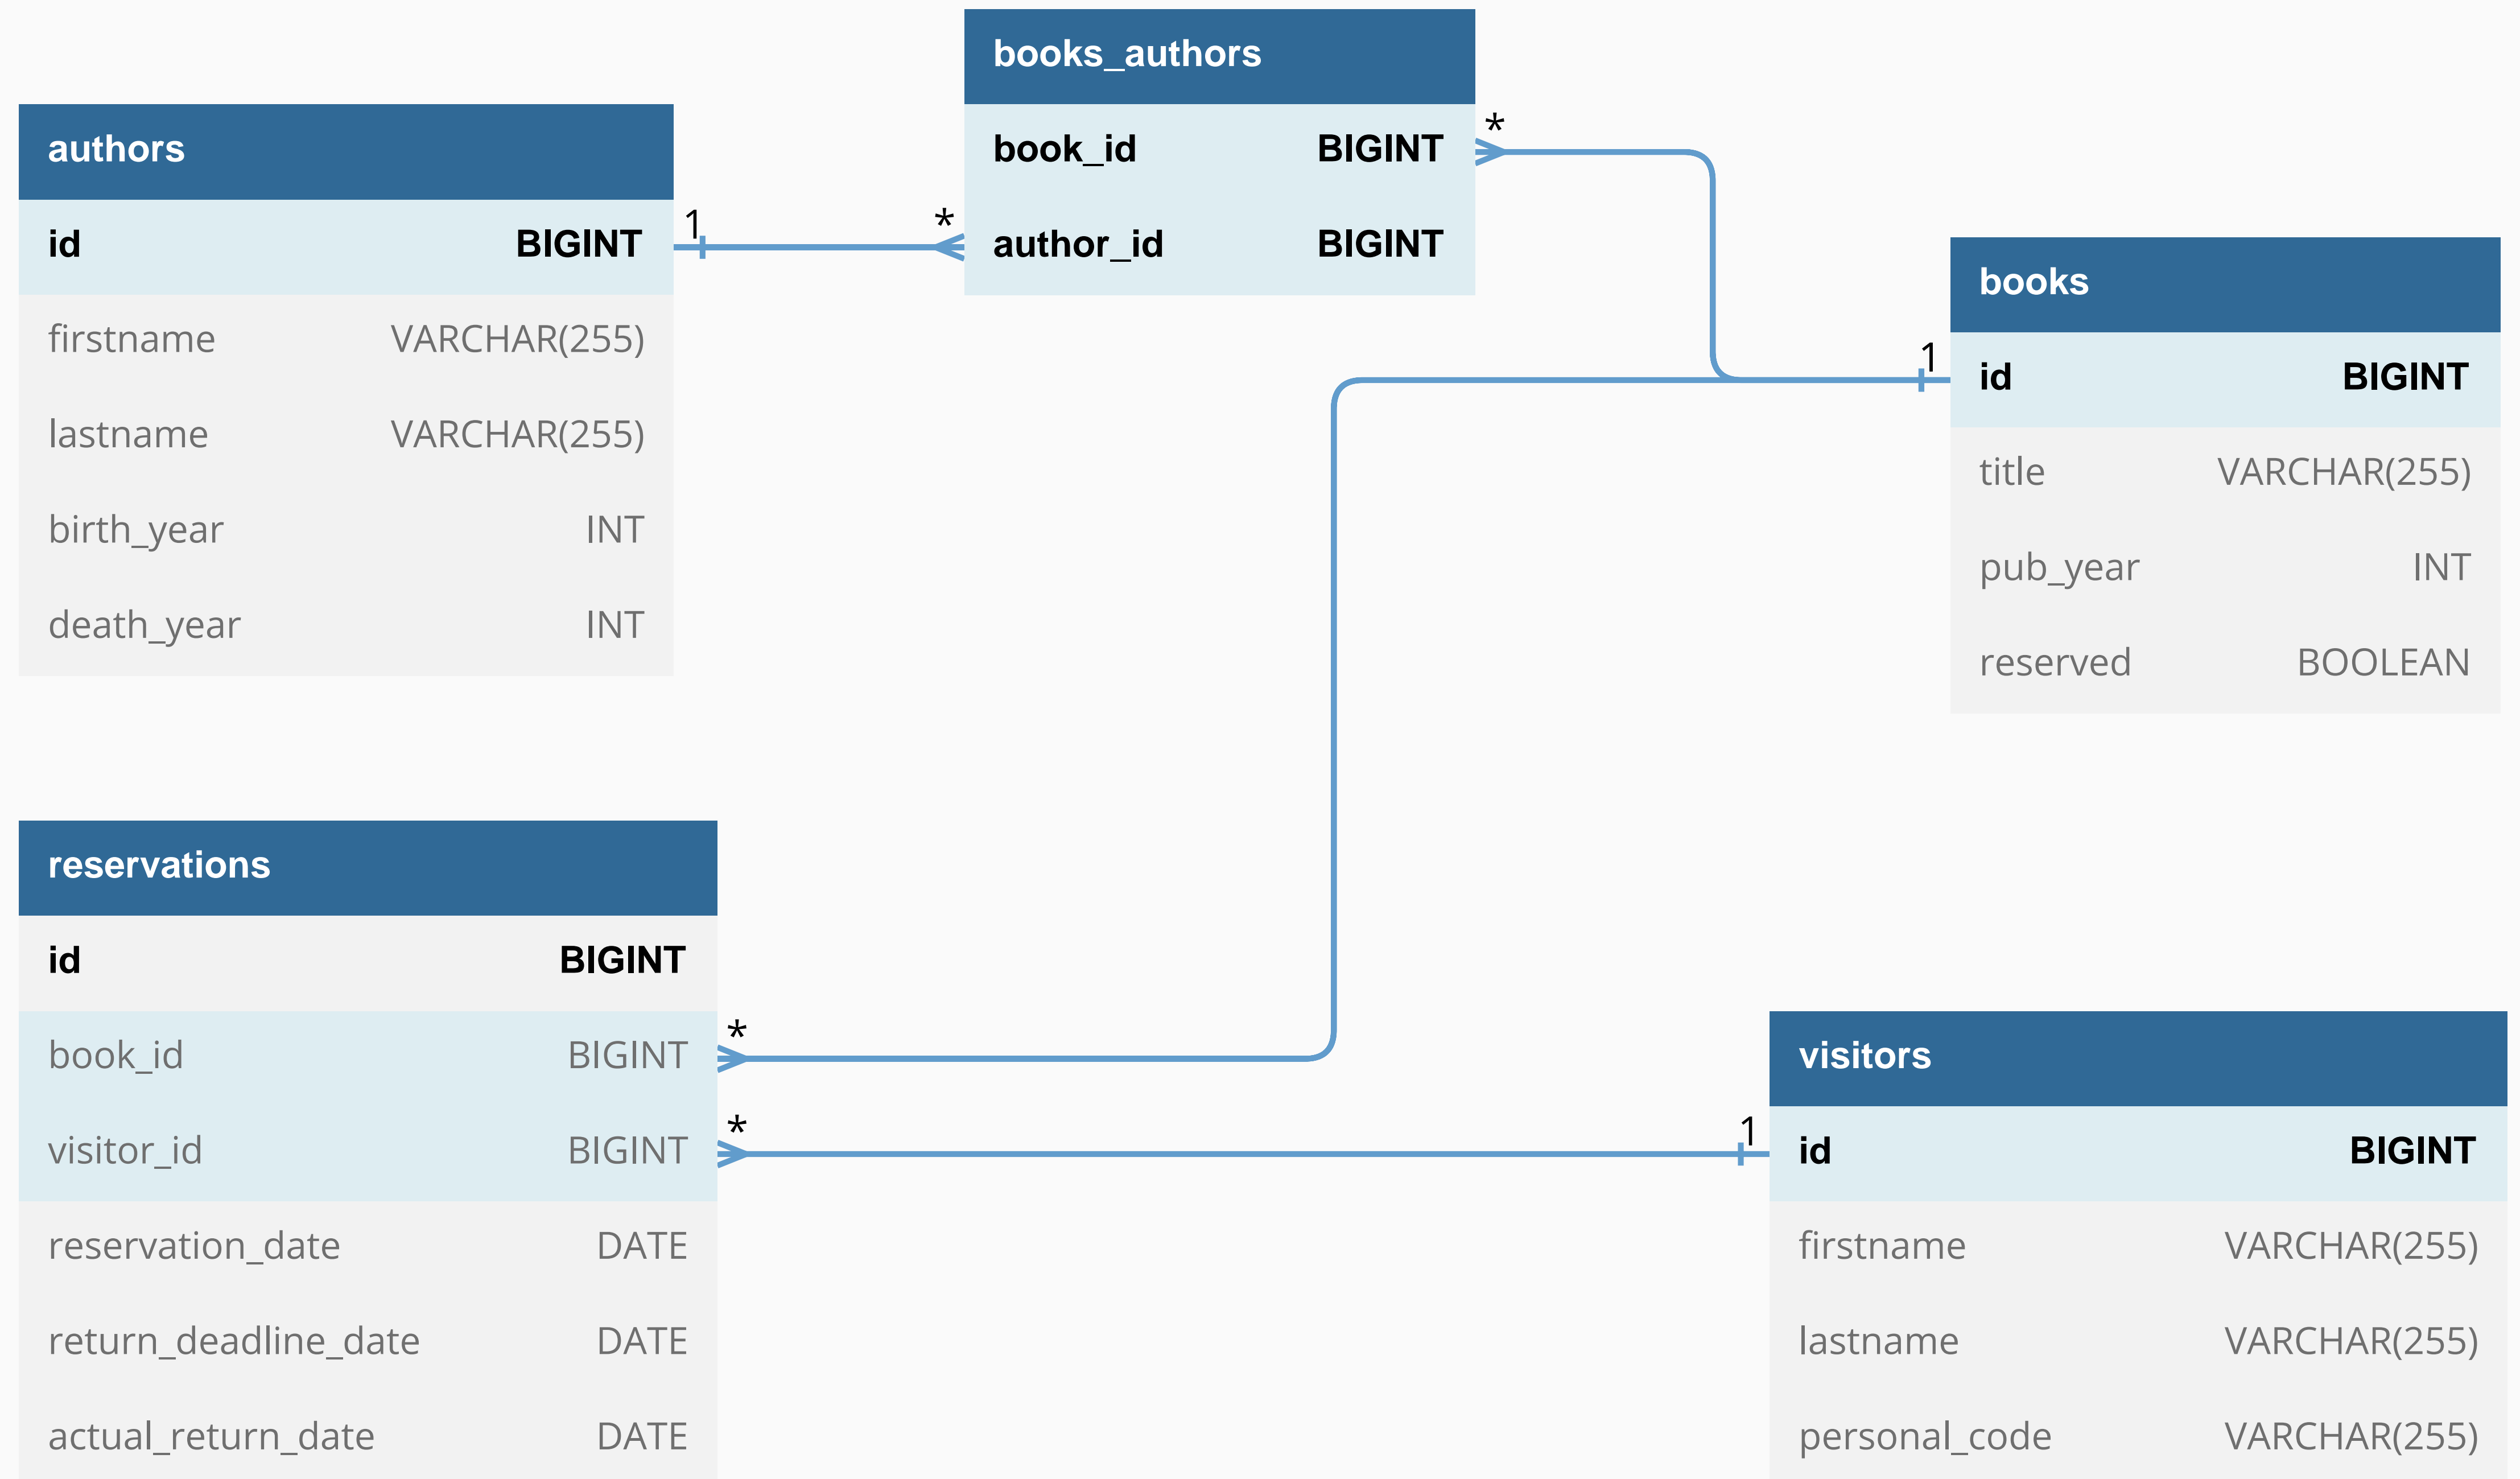 books_authors
book_id BIGINT *
author_id BIGINT
authors
id BIGINT 1 *
firstname VARCHAR(255)
lastname VARCHAR(255)
birth_year INT
death_year INT
books
1 id BIGINT
title VARCHAR(255)
pub_year INT
reserved BOOLEAN
reservations
id BIGINT
book_id BIGINT *
visitor_id BIGINT *
reservation_date DATE
return_deadline_date DATE
actual_return_date DATE
visitors
1 id BIGINT
firstname VARCHAR(255)
lastname VARCHAR(255)
personal_code VARCHAR(255)